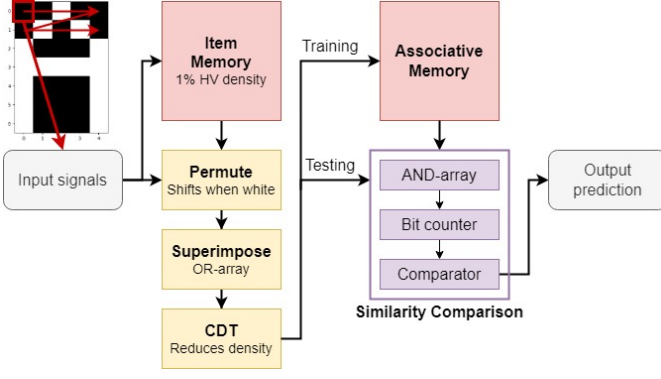 Item
Memory
1% HV density
Training
Associative
Memory
Input signals
Permute
Shifts when white
Testing
AND-array
Output
prediction
Superimpose
OR-array
Bit counter
Comparator
CDT
Reduces density
Similarity Comparison